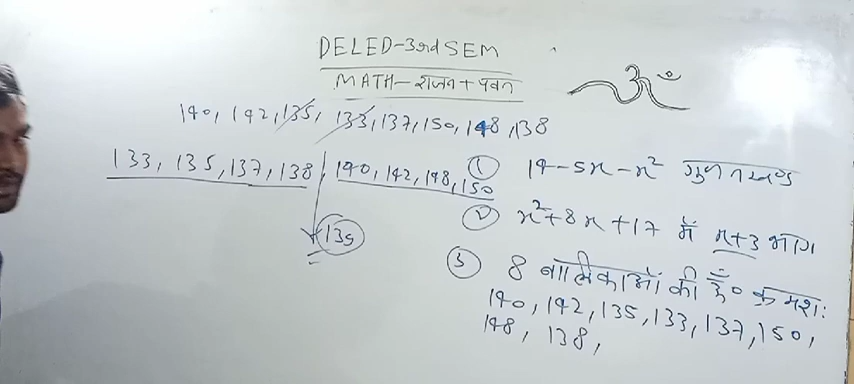 DELED-3rd SEM
MATH- राजन + पवन
ॐ
140, 142, 135, 133, 137, 150, 148, 138
133, 135, 137, 138, 140, 142, 148, 150
135
① 14-5x-x² गुणनखण्ड
② x²+8x+17 में x+3 भाग
③ 8 बालिकाओं की ऊँ० क्रमशः
140, 142, 135, 133, 137, 150,
148, 138,